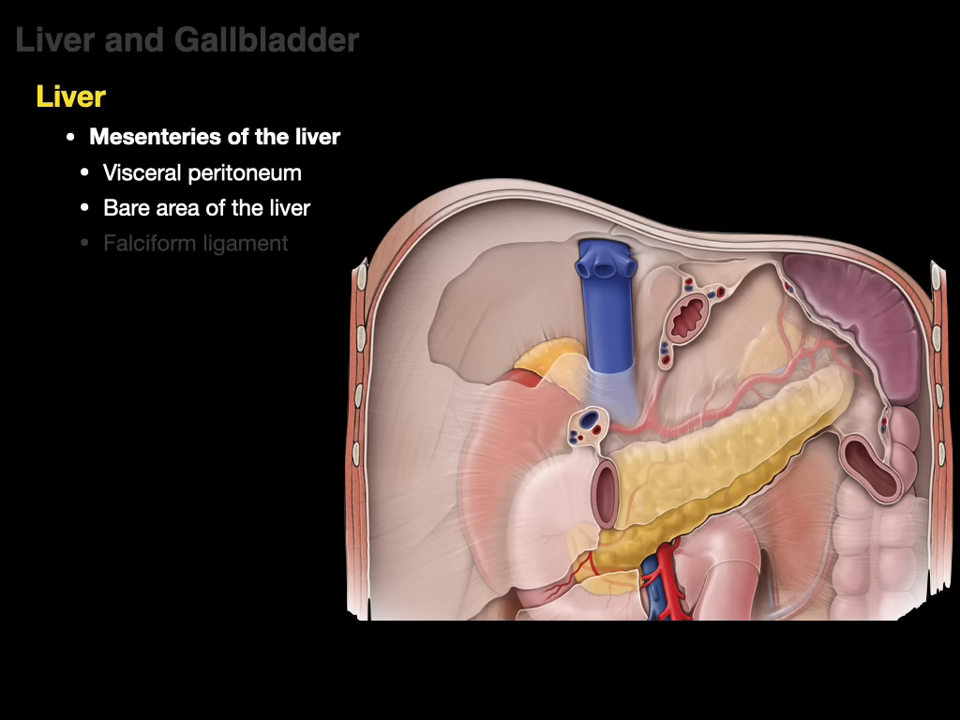 Liver and Gallbladder
Liver
• Mesenteries of the liver
• Visceral peritoneum
• Bare area of the liver
• Falciform ligament